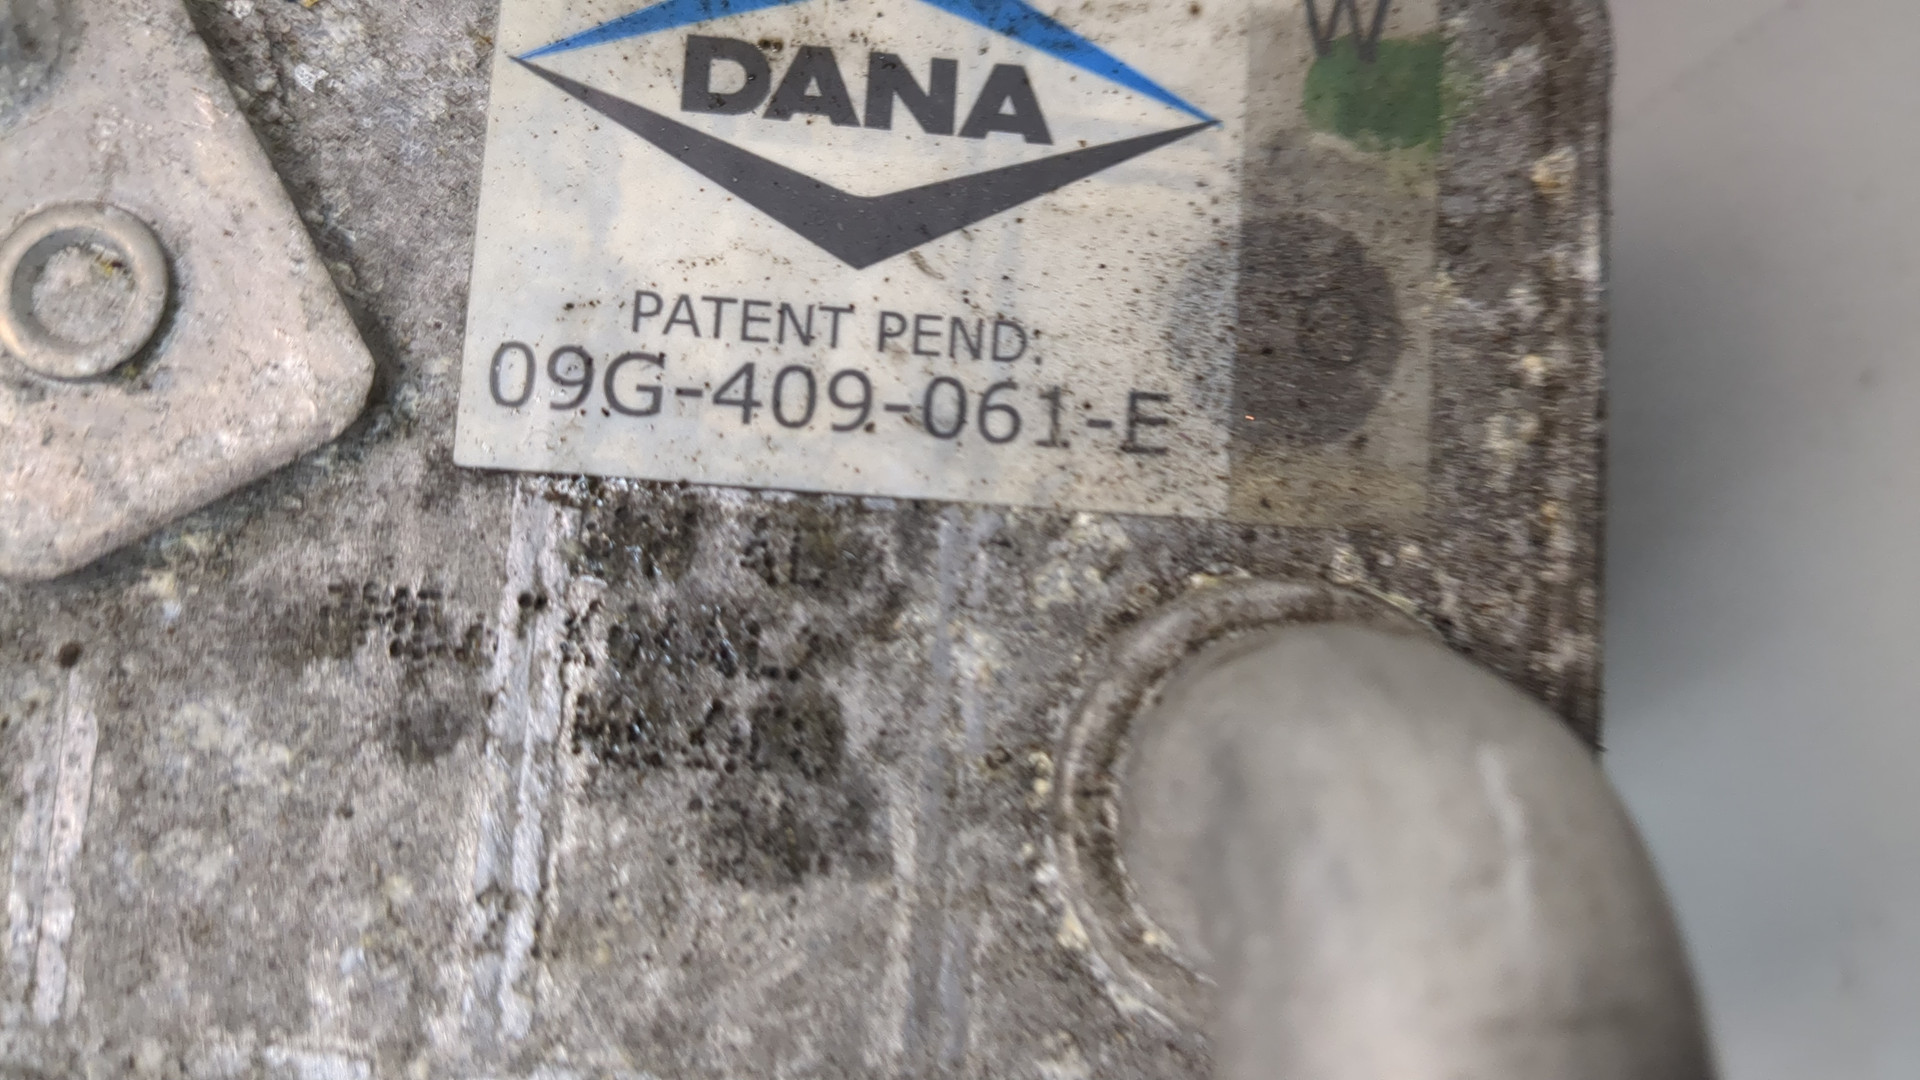 W
DANA
PATENT PEND.
09G-409-061-E